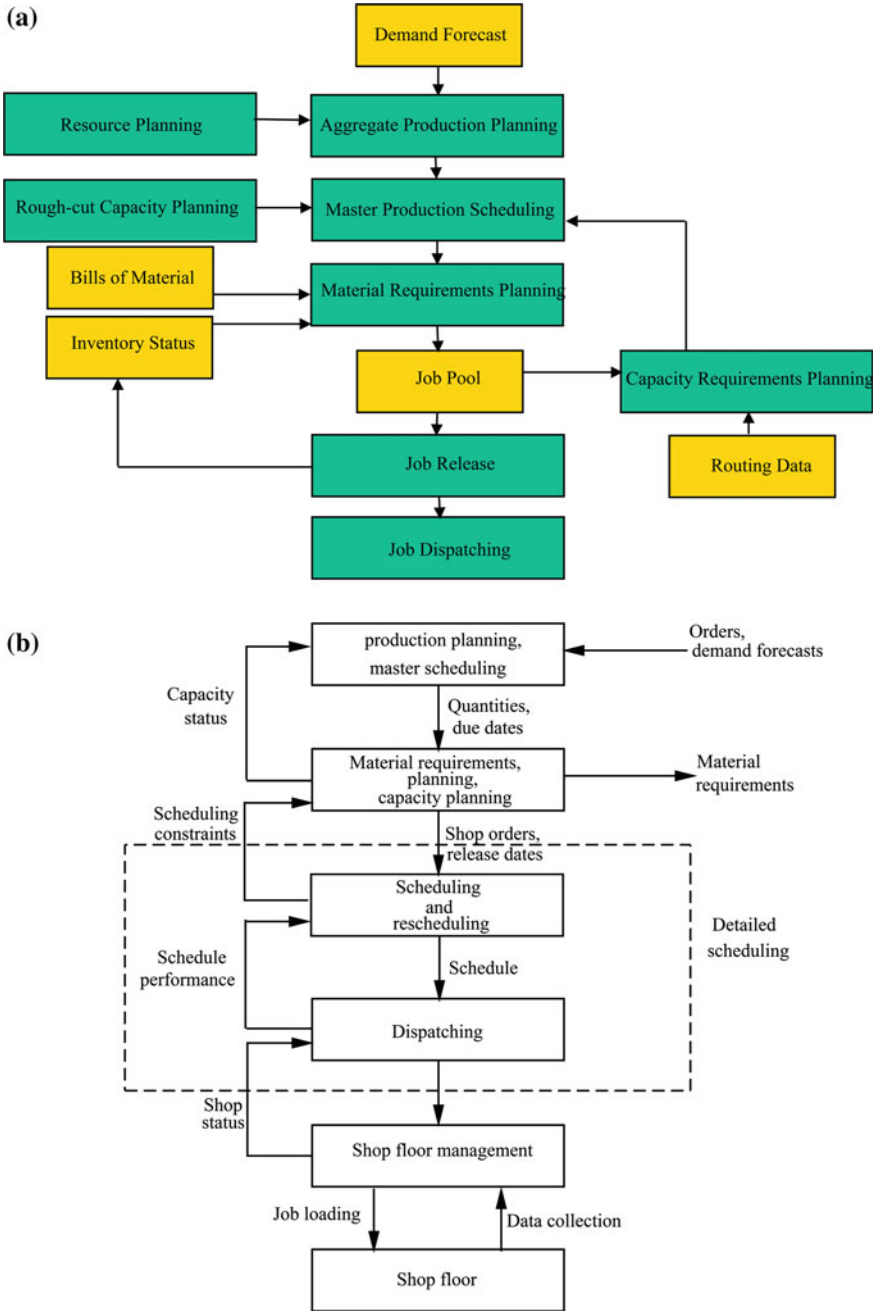 (a)
Demand Forecast
Resource Planning
Aggregate Production Planning
Rough-cut Capacity Planning
Master Production Scheduling
Bills of Material
Material Requirements Planning
Inventory Status
Job Pool
Capacity Requirements Planning
Job Release
Routing Data
Job Dispatching
(b)
production planning,
master scheduling
Orders,
demand forecasts
Capacity
status
Quantities,
due dates
Material requirements,
planning,
capacity planning
Material
requirements
Scheduling
constraints
Shop orders,
release dates
Scheduling
and
rescheduling
Detailed
scheduling
Schedule
performance
Schedule
Dispatching
Shop
status
Shop floor management
Job loading
Data collection
Shop floor